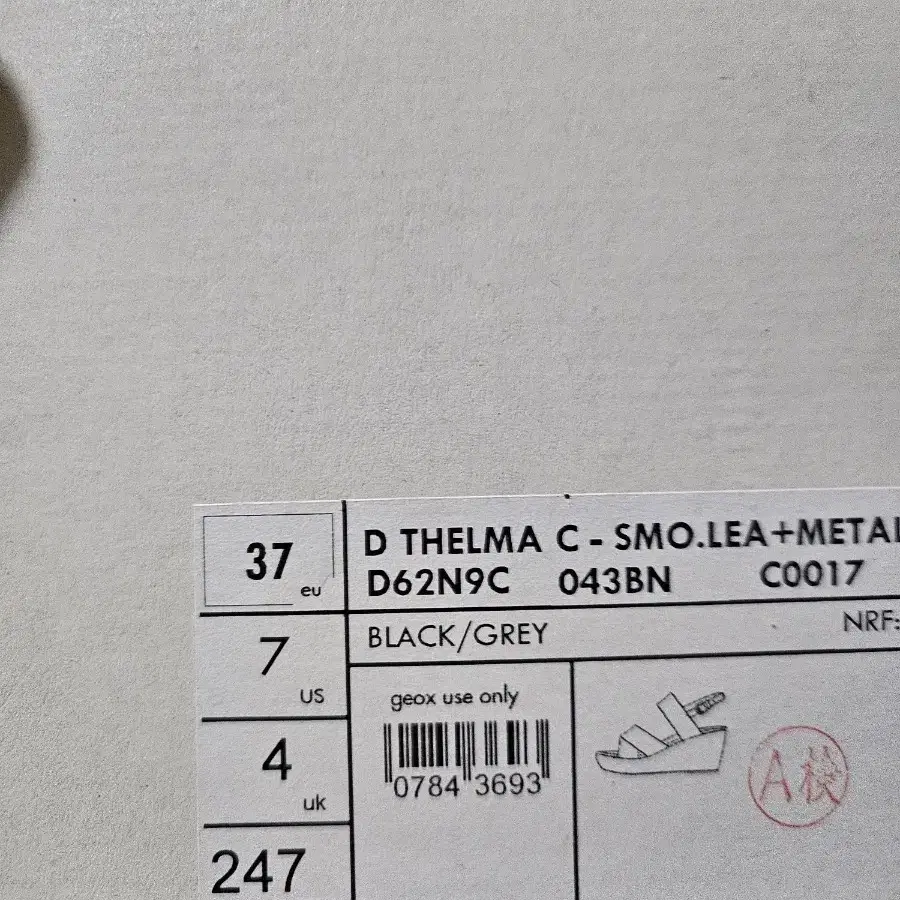 37 eu
D THELMA C - SMO.LEA+METAL
D62N9C 043BN C0017
BLACK/GREY NRF:
7 US
geox use only
0784 3693
4 uk
A校
247